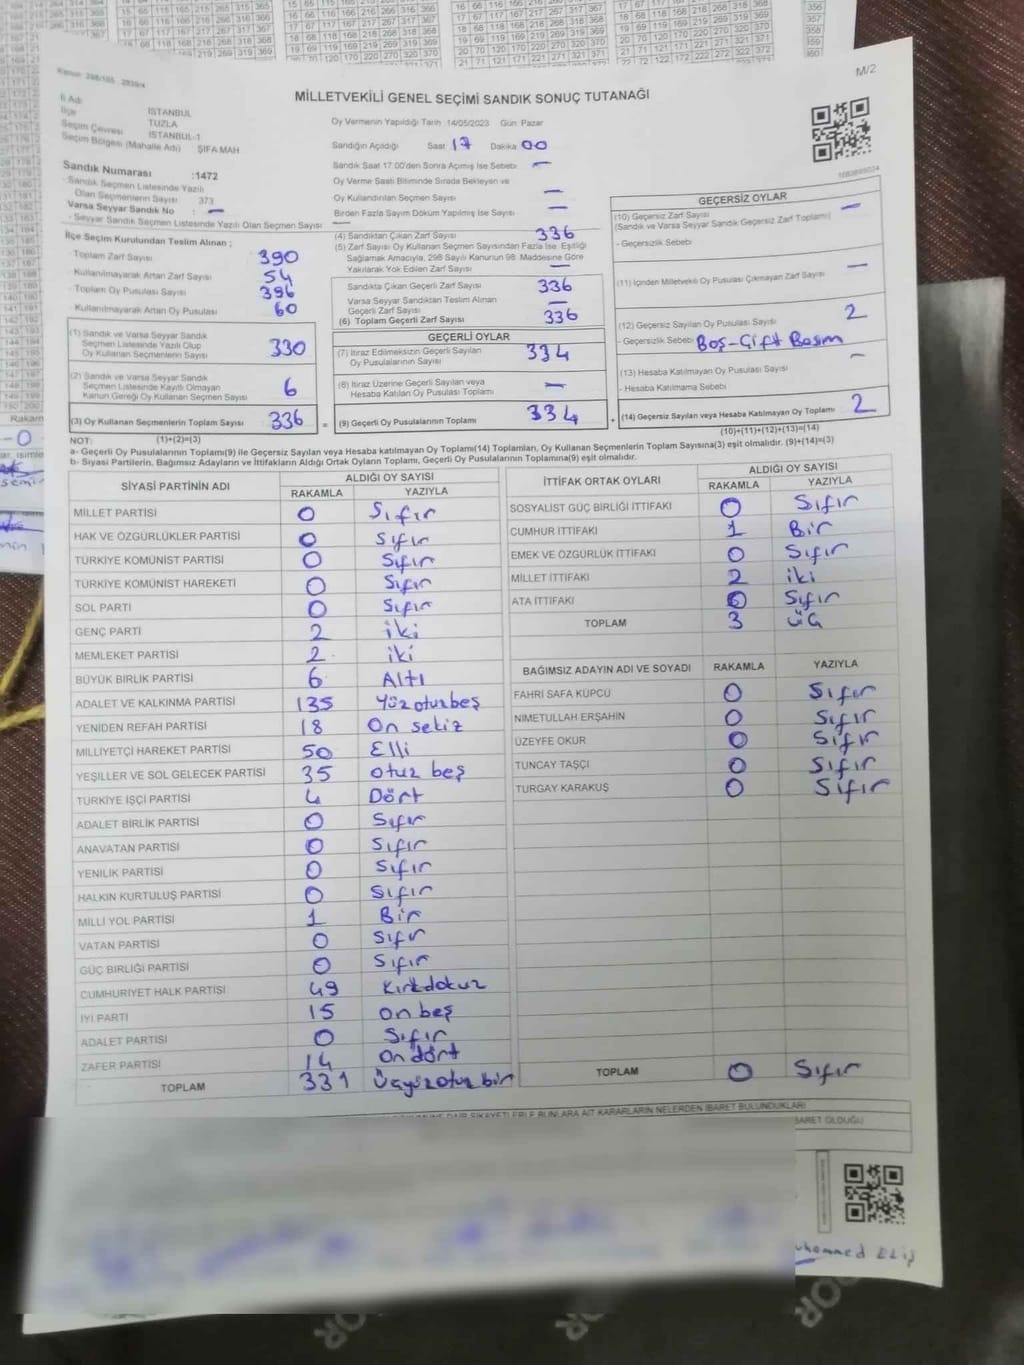 M/2
MİLLETVEKİLİ GENEL SEÇİMİ SANDIK SONUÇ TUTANAĞI
İl Adı İSTANBUL
İlçe TUZLA
Seçim Çevresi İSTANBUL-1
Seçim Bölgesi (Mahalle Adı) ŞİFA MAH
Sandık Numarası :1472
- Sandık Seçmen Listesinde Yazılı
Olan Seçmenlerin Sayısı 373
Varsa Seyyar Sandık No : —
- Seyyar Sandık Seçmen Listesinde Yazılı Olan Seçmen Sayısı —
Oy Vermenin Yapıldığı Tarih 14/05/2023 Gün Pazar
Sandığın Açıldığı Saat 17 Dakika 00
Sandık Saat 17:00'den Sonra Açılmış İse Sebebi —
Oy Verme Saati Bitiminde Sırada Bekleyen ve
Oy Kullandırılan Seçmen Sayısı —
Birden Fazla Sayım Döküm Yapılmış İse Sayısı —
İlçe Seçim Kurulundan Teslim Alınan ;
- Toplam Zarf Sayısı 390
- Kullanılmayarak Artan Zarf Sayısı 54
- Toplam Oy Pusulası Sayısı 396
- Kullanılmayarak Artan Oy Pusulası 60
(1) Sandık ve Varsa Seyyar Sandık
Seçmen Listesinde Yazılı Olup
Oy Kullanan Seçmenlerin Sayısı 330
(2) Sandık ve Varsa Seyyar Sandık
Seçmen Listesinde Kayıtlı Olmayan
Kanun Gereği Oy Kullanan Seçmen Sayısı 6
(3) Oy Kullanan Seçmenlerin Toplam Sayısı 336
(4) Sandıktan Çıkan Zarf Sayısı 336
(5) Zarf Sayısı Oy Kullanan Seçmen Sayısından Fazla İse Eşitliği
Sağlamak Amacıyla, 298 Sayılı Kanunun 98. Maddesine Göre
Yakılarak Yok Edilen Zarf Sayısı —
Sandıkta Çıkan Geçerli Zarf Sayısı 336
Varsa Seyyar Sandıktan Teslim Alınan
Geçerli Zarf Sayısı —
(6) Toplam Geçerli Zarf Sayısı 336
GEÇERLİ OYLAR
(7) İtiraz Edilmeksizin Geçerli Sayılan
Oy Pusulalarının Sayısı 334
(8) İtiraz Üzerine Geçerli Sayılan veya
Hesaba Katılan Oy Pusulası Toplamı —
= (9) Geçerli Oy Pusulalarının Toplamı 334
GEÇERSİZ OYLAR
(10) Geçersiz Zarf Sayısı —
(Sandık ve Varsa Seyyar Sandık Geçersiz Zarf Toplamı)
- Geçersizlik Sebebi
(11) İçinden Milletvekili Oy Pusulası Çıkmayan Zarf Sayısı —
(12) Geçersiz Sayılan Oy Pusulası Sayısı 2
- Geçersizlik Sebebi Boş-Çift Basım
(13) Hesaba Katılmayan Oy Pusulası Sayısı —
- Hesaba Katılmama Sebebi
+ (14) Geçersiz Sayılan veya Hesaba Katılmayan Oy Toplamı 2
NOT: (1)+(2)=(3) (10)+(11)+(12)+(13)=(14)
a- Geçerli Oy Pusulalarının Toplamı(9) ile Geçersiz Sayılan veya Hesaba katılmayan Oy Toplamı(14) Toplamları, Oy Kullanan Seçmenlerin Toplam Sayısına(3) eşit olmalıdır. (9)+(14)=(3)
b- Siyasi Partilerin, Bağımsız Adayların ve İttifakların Aldığı Ortak Oyların Toplamı, Geçerli Oy Pusulalarının Toplamına(9) eşit olmalıdır.
SİYASİ PARTİNİN ADI ALDIĞI OY SAYISI
RAKAMLA YAZIYLA
MİLLET PARTİSİ 0 Sıfır
HAK VE ÖZGÜRLÜKLER PARTİSİ 0 Sıfır
TÜRKİYE KOMÜNİST PARTİSİ 0 Sıfır
TÜRKİYE KOMÜNİST HAREKETİ 0 Sıfır
SOL PARTİ 0 Sıfır
GENÇ PARTİ 2 iki
MEMLEKET PARTİSİ 2 iki
BÜYÜK BİRLİK PARTİSİ 6 Altı
ADALET VE KALKINMA PARTİSİ 135 Yüzotuzbeş
YENİDEN REFAH PARTİSİ 18 On sekiz
MİLLİYETÇİ HAREKET PARTİSİ 50 Elli
YEŞİLLER VE SOL GELECEK PARTİSİ 35 otuz beş
TÜRKİYE İŞÇİ PARTİSİ 4 Dört
ADALET BİRLİK PARTİSİ 0 Sıfır
ANAVATAN PARTİSİ 0 Sıfır
YENİLİK PARTİSİ 0 Sıfır
HALKIN KURTULUŞ PARTİSİ 0 Sıfır
MİLLİ YOL PARTİSİ 1 Bir
VATAN PARTİSİ 0 Sıfır
GÜÇ BİRLİĞİ PARTİSİ 0 Sıfır
CUMHURİYET HALK PARTİSİ 49 Kırkdokuz
İYİ PARTİ 15 on beş
ADALET PARTİSİ 0 Sıfır
ZAFER PARTİSİ 14 On dört
TOPLAM 331 Üçyüzotuz bir
İTTİFAK ORTAK OYLARI ALDIĞI OY SAYISI
RAKAMLA YAZIYLA
SOSYALİST GÜÇ BİRLİĞİ İTTİFAKI 0 Sıfır
CUMHUR İTTİFAKI 1 Bir
EMEK VE ÖZGÜRLÜK İTTİFAKI 0 Sıfır
MİLLET İTTİFAKI 2 iki
ATA İTTİFAKI 0 Sıfır
TOPLAM 3 üç
BAĞIMSIZ ADAYIN ADI VE SOYADI RAKAMLA YAZIYLA
FAHRİ SAFA KÜPCÜ 0 Sıfır
NİMETULLAH ERŞAHİN 0 Sıfır
ÜZEYFE OKUR 0 Sıfır
TUNCAY TAŞÇI 0 Sıfır
TURGAY KARAKUŞ 0 Sıfır
TOPLAM 0 Sıfır
ŞİKAYETLERLE BUNLARA AİT KARARLARIN NELERDEN İBARET BULUNDUKLARI